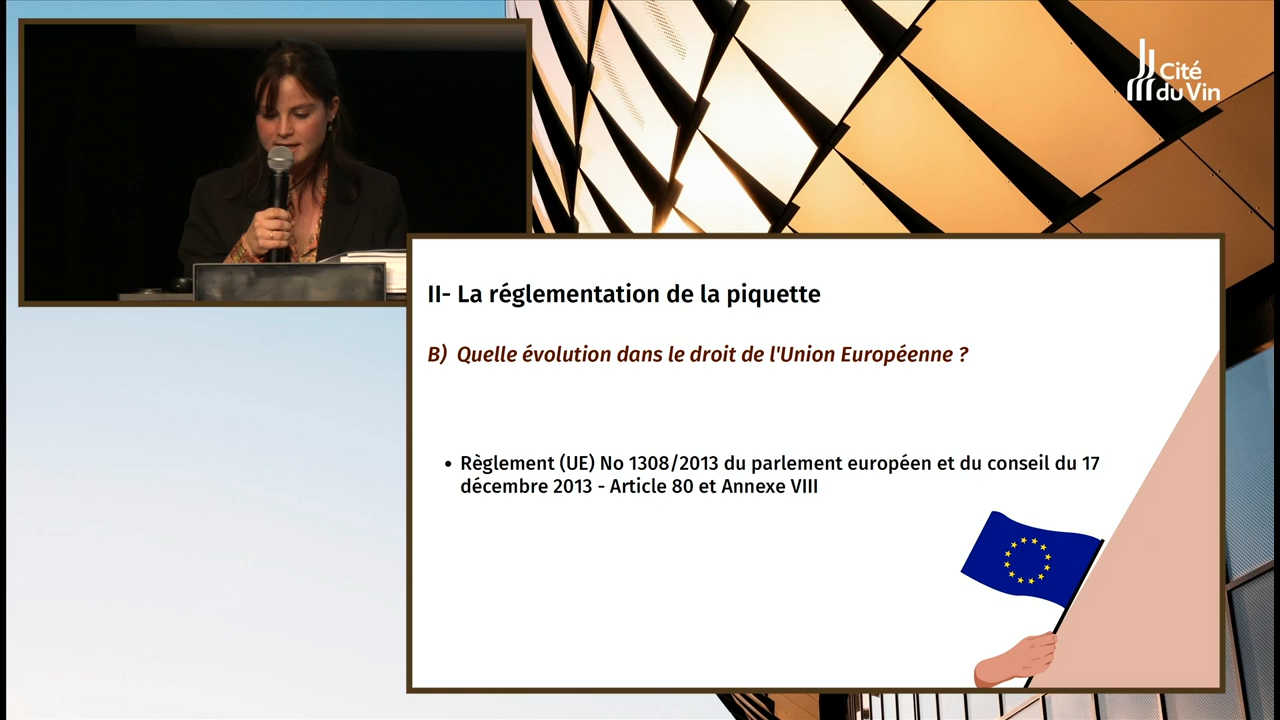 Cité
du Vin
II- La réglementation de la piquette
B) Quelle évolution dans le droit de l'Union Européenne ?
• Règlement (UE) No 1308/2013 du parlement européen et du conseil du 17
décembre 2013 - Article 80 et Annexe VIII